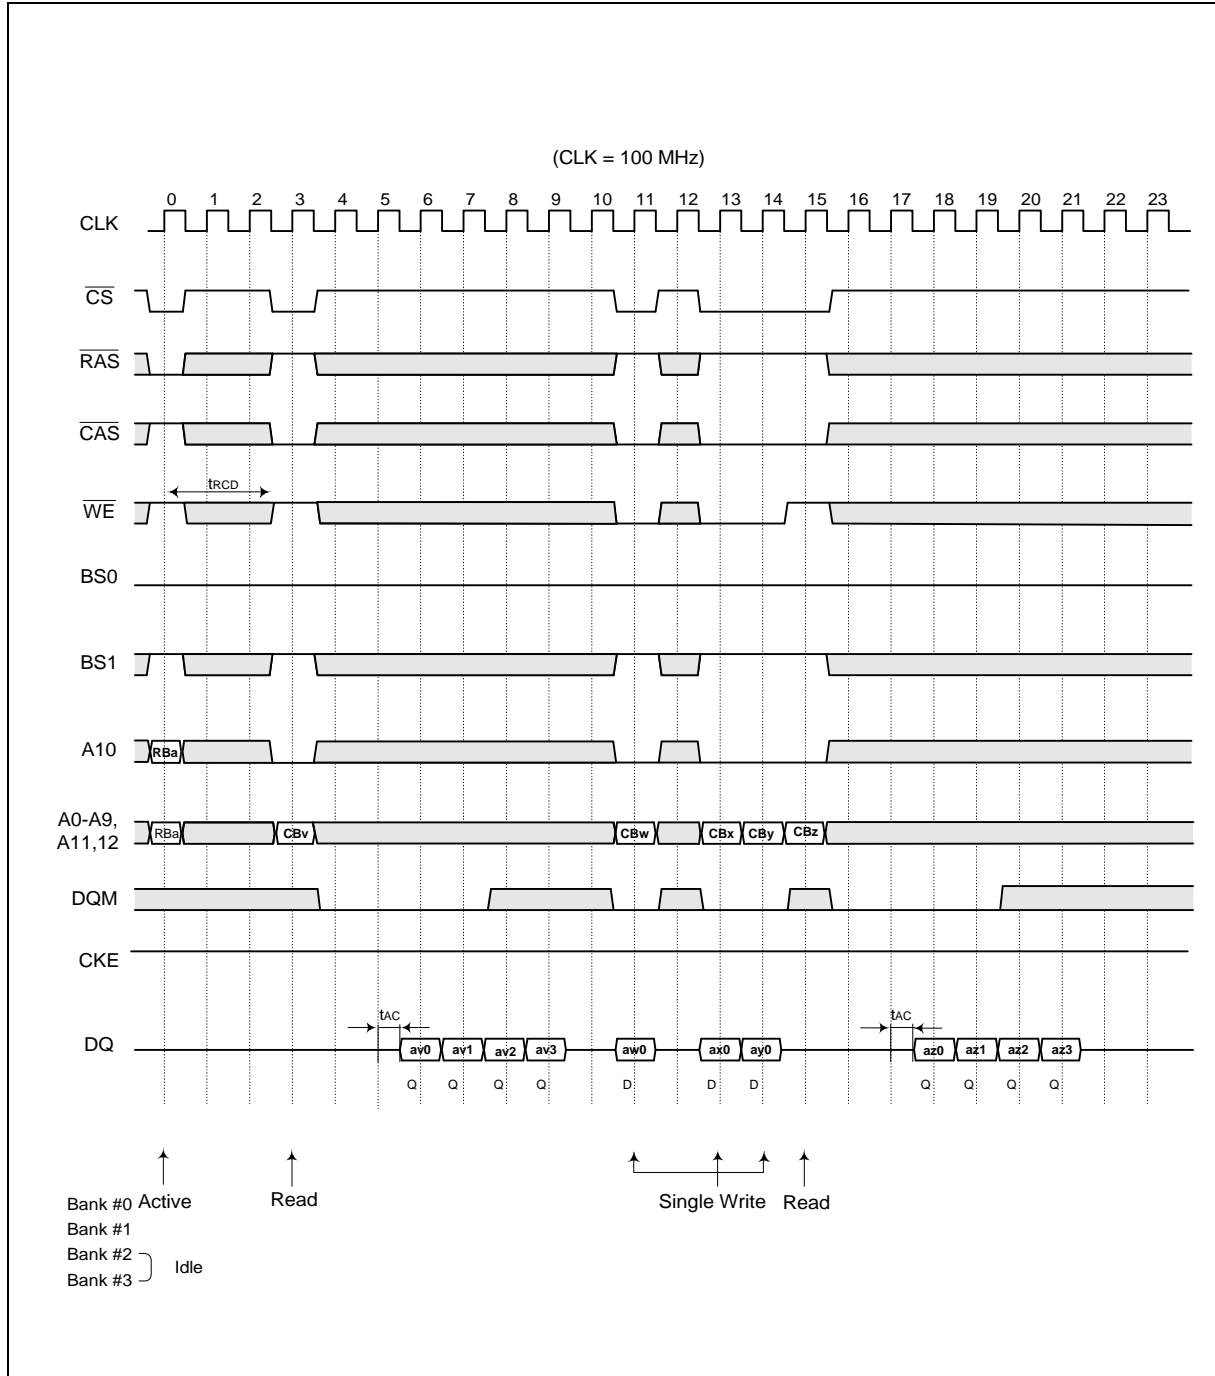 (CLK = 100 MHz)
0 1 2 3 4 5 6 7 8 9 10 11 12 13 14 15 16 17 18 19 20 21 22 23
CLK
CS
RAS
CAS
tRCD
WE
BS0
BS1
A10 RBa
A0-A9,
A11,12
RBa CBv CBw CBx CBy CBz
DQM
CKE
tAC tAC
DQ av0 av1 av2 av3 aw0 ax0 ay0 az0 az1 az2 az3
Q Q Q Q D D D Q Q Q Q
Bank #0 Active Read Single Write Read
Bank #1
Bank #2
Idle
Bank #3